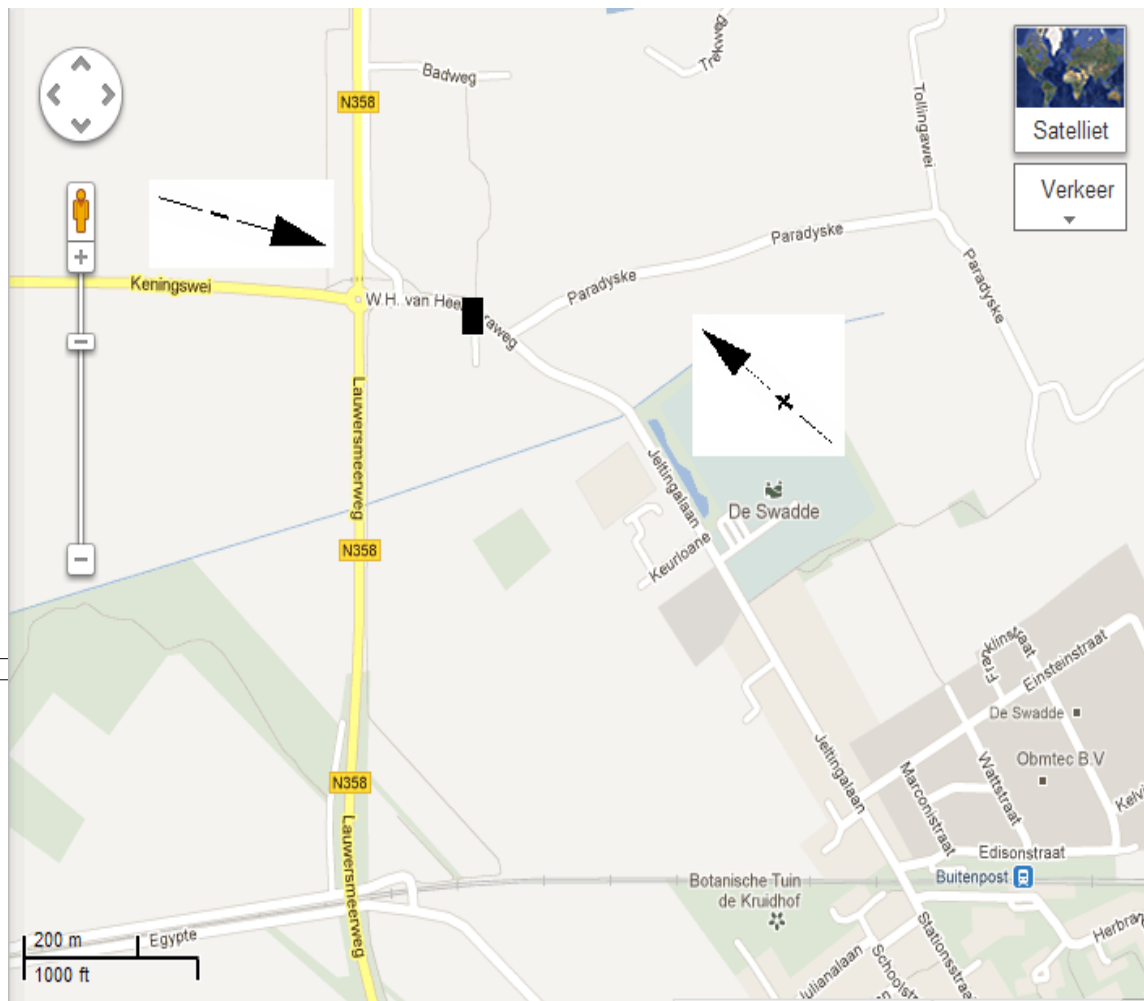 Trekweg
Badweg
N358
Tollingawei
Satelliet
Verkeer
Paradyske
Paradyske
Paradyske
Keningswei
W.H. van Hee
raweg
Lauwersmeerweg
Jeltingalaan
De Swadde
N358
Keurloane
Franklinstraat
Einsteinstraat
De Swadde
Jeltingalaan
Obmtec B.V
Wattstraat
N358
Marconistraat
Kelvi
Lauwersmeerweg
Edisonstraat
Buitenpost
Botanische Tuin
de Kruidhof
Stationsstra
Herbra
Egypte
Julianalaan
Schoolst
200 m
1000 ft